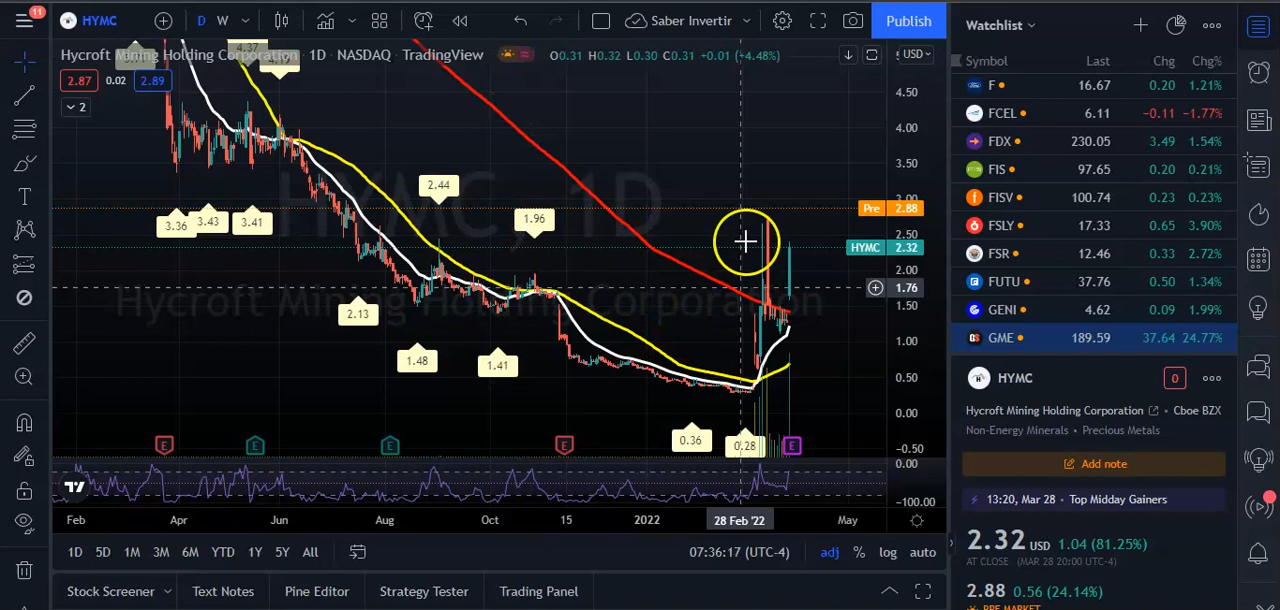 11
HYMC
D
W
Saber Invertir
Publish
Hycroft Mining Holding Corporation · 1D · NASDAQ · TradingView
O0.31 H0.32 L0.30 C0.31 +0.01 (+4.48%)
USD
2.87
0.02
2.89
2
4.37
HYMC, 1D
Hycroft Mining Holding Corporation
3.36
3.43
3.41
2.13
2.44
1.48
1.41
1.96
0.36
0.28
4.50
4.00
3.50
3.00
Pre 2.88
2.50
HYMC 2.32
2.00
1.76
1.50
1.00
0.50
0.00
−0.50
0.00
−100.00
E
E
E
E
E
Feb
Apr
Jun
Aug
Oct
15
2022
28 Feb '22
May
1D 5D 1M 3M 6M YTD 1Y 5Y All
07:36:17 (UTC-4)
adj
%
log
auto
Stock Screener
Text Notes
Pine Editor
Strategy Tester
Trading Panel
Watchlist
Symbol Last Chg Chg%
F 16.67 0.20 1.21%
FCEL 6.11 −0.11 −1.77%
FDX 230.05 3.49 1.54%
FIS 97.65 0.20 0.21%
FISV 100.74 0.23 0.23%
FSLY 17.33 0.65 3.90%
FSR 12.46 0.33 2.72%
FUTU 37.76 0.50 1.34%
GENI 4.62 0.09 1.99%
GME 189.59 37.64 24.77%
HYMC
0
Hycroft Mining Holding Corporation · Cboe BZX
Non-Energy Minerals · Precious Metals
Add note
13:20, Mar 28 · Top Midday Gainers
2.32 USD 1.04 (81.25%)
AT CLOSE (MAR 28 20:00 UTC-4)
2.88 0.56 (24.14%)